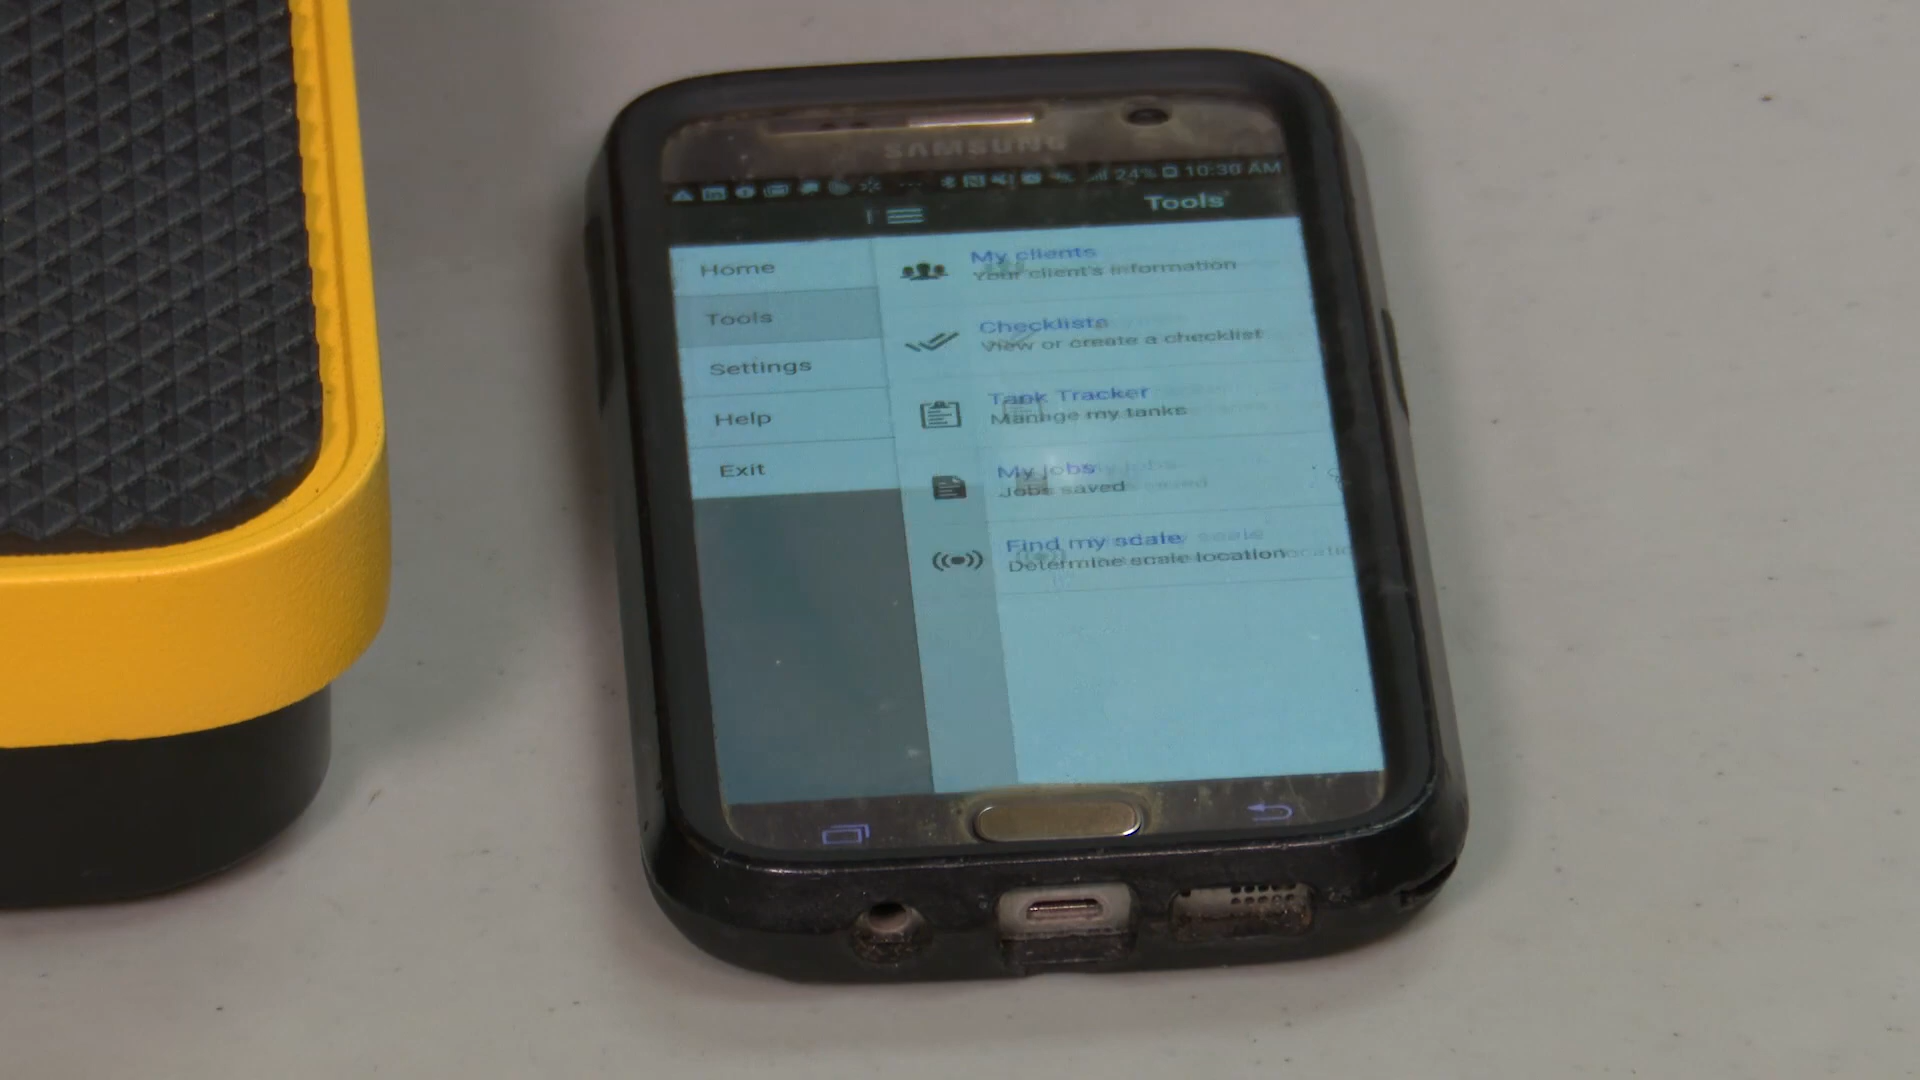 SAMSUNG
24% 10:30 AM
Tools
Home
Tools
Settings
Help
Exit
My clients
Your client's information
Checklists
View or create a checklist
Tank Tracker
Manage my tanks
My jobs
Jobs saved
Find my scale
Determine scale location